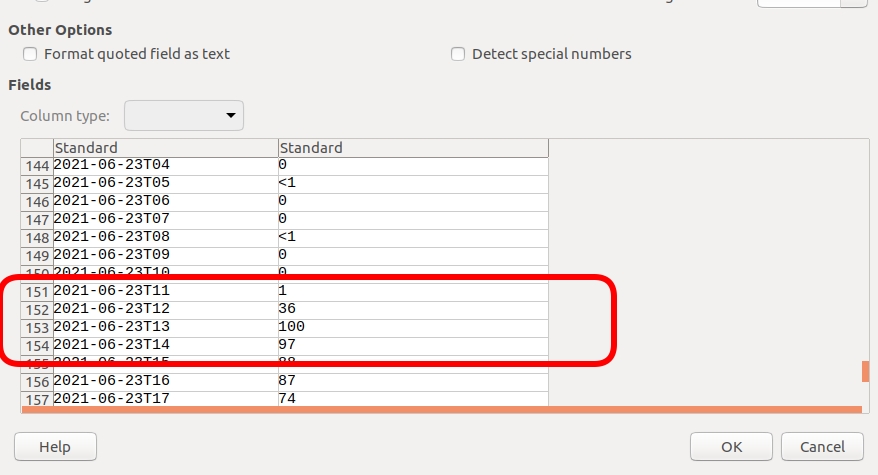 Other Options
Format quoted field as text Detect special numbers
Fields
Column type:
Standard Standard
144 2021-06-23T04 0
145 2021-06-23T05 <1
146 2021-06-23T06 0
147 2021-06-23T07 0
148 2021-06-23T08 <1
149 2021-06-23T09 0
150 2021-06-23T10 0
151 2021-06-23T11 1
152 2021-06-23T12 36
153 2021-06-23T13 100
154 2021-06-23T14 97
155 2021-06-23T15 88
156 2021-06-23T16 87
157 2021-06-23T17 74
Help OK Cancel